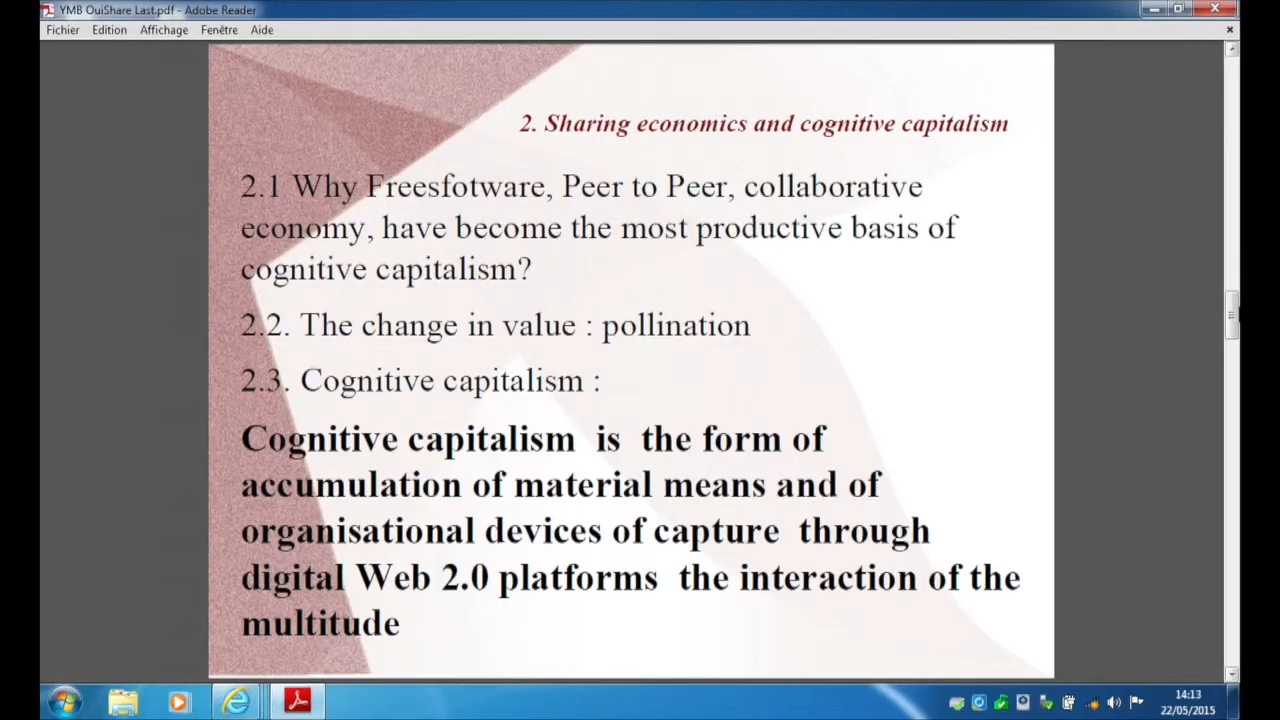 YMB OuiShare Last.pdf - Adobe Reader
Fichier Edition Affichage Fenêtre Aide
2. Sharing economics and cognitive capitalism
2.1 Why Freesfotware, Peer to Peer, collaborative
economy, have become the most productive basis of
cognitive capitalism?
2.2. The change in value : pollination
2.3. Cognitive capitalism :
Cognitive capitalism is the form of
accumulation of material means and of
organisational devices of capture through
digital Web 2.0 platforms the interaction of the
multitude
14:13
22/05/2015